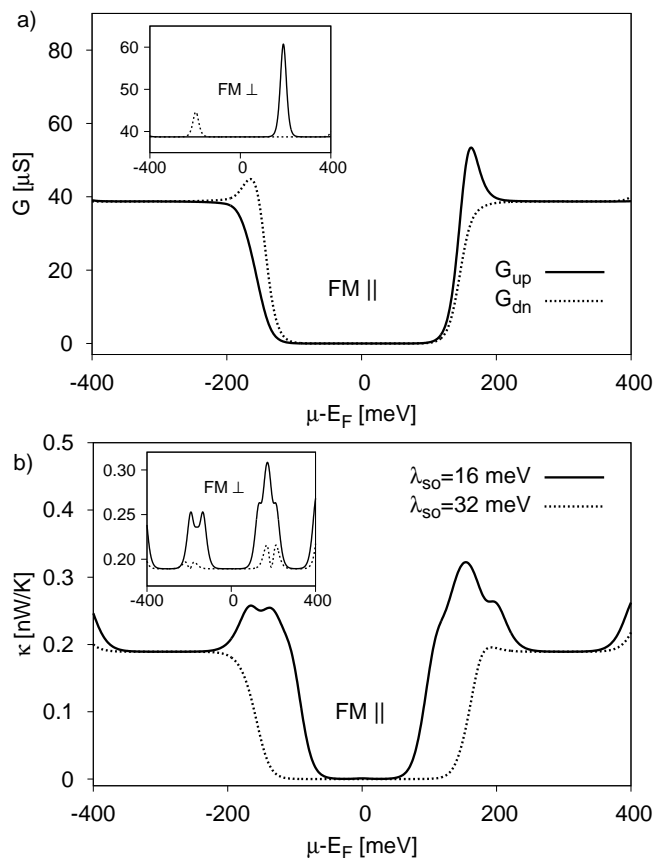 a)
80
60
40
20
0
G [μS]
60
50
40
FM ⊥
-400
0
400
FM ||
G_up
G_dn
-400
-200
0
200
400
μ-E_F [meV]
b)
0.5
0.4
0.3
0.2
0.1
0
κ [nW/K]
0.30
0.25
0.20
FM ⊥
-400
0
400
λ_so=16 meV
λ_so=32 meV
FM ||
-400
-200
0
200
400
μ-E_F [meV]